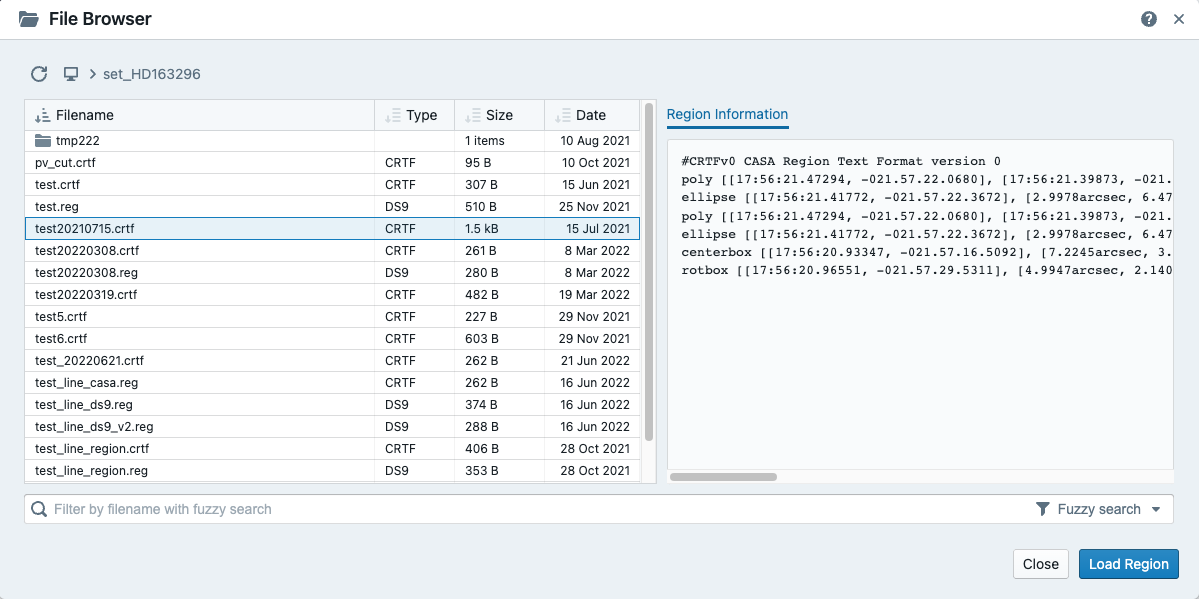 File Browser
set_HD163296
Filename Type Size Date
tmp222 1 items 10 Aug 2021
pv_cut.crtf CRTF 95 B 10 Oct 2021
test.crtf CRTF 307 B 15 Jun 2021
test.reg DS9 510 B 25 Nov 2021
test20210715.crtf CRTF 1.5 kB 15 Jul 2021
test20220308.crtf CRTF 261 B 8 Mar 2022
test20220308.reg DS9 280 B 8 Mar 2022
test20220319.crtf CRTF 482 B 19 Mar 2022
test5.crtf CRTF 227 B 29 Nov 2021
test6.crtf CRTF 603 B 29 Nov 2021
test_20220621.crtf CRTF 262 B 21 Jun 2022
test_line_casa.reg CRTF 262 B 16 Jun 2022
test_line_ds9.reg DS9 374 B 16 Jun 2022
test_line_ds9_v2.reg DS9 288 B 16 Jun 2022
test_line_region.crtf CRTF 406 B 28 Oct 2021
test_line_region.reg DS9 353 B 28 Oct 2021
Region Information
#CRTFv0 CASA Region Text Format version 0
poly [[17:56:21.47294, -021.57.22.0680], [17:56:21.39873, -021.
ellipse [[17:56:21.41772, -021.57.22.3672], [2.9978arcsec, 6.47
poly [[17:56:21.47294, -021.57.22.0680], [17:56:21.39873, -021.
ellipse [[17:56:21.41772, -021.57.22.3672], [2.9978arcsec, 6.47
centerbox [[17:56:20.93347, -021.57.16.5092], [7.2245arcsec, 3.
rotbox [[17:56:20.96551, -021.57.29.5311], [4.9947arcsec, 2.140
Filter by filename with fuzzy search
Fuzzy search
Close
Load Region